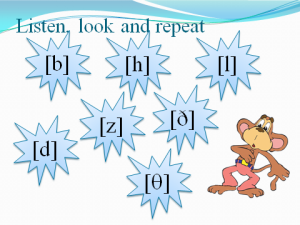 Listen, look and repeat
[b] [h] [l]
[d] [z] [ð]
[θ]